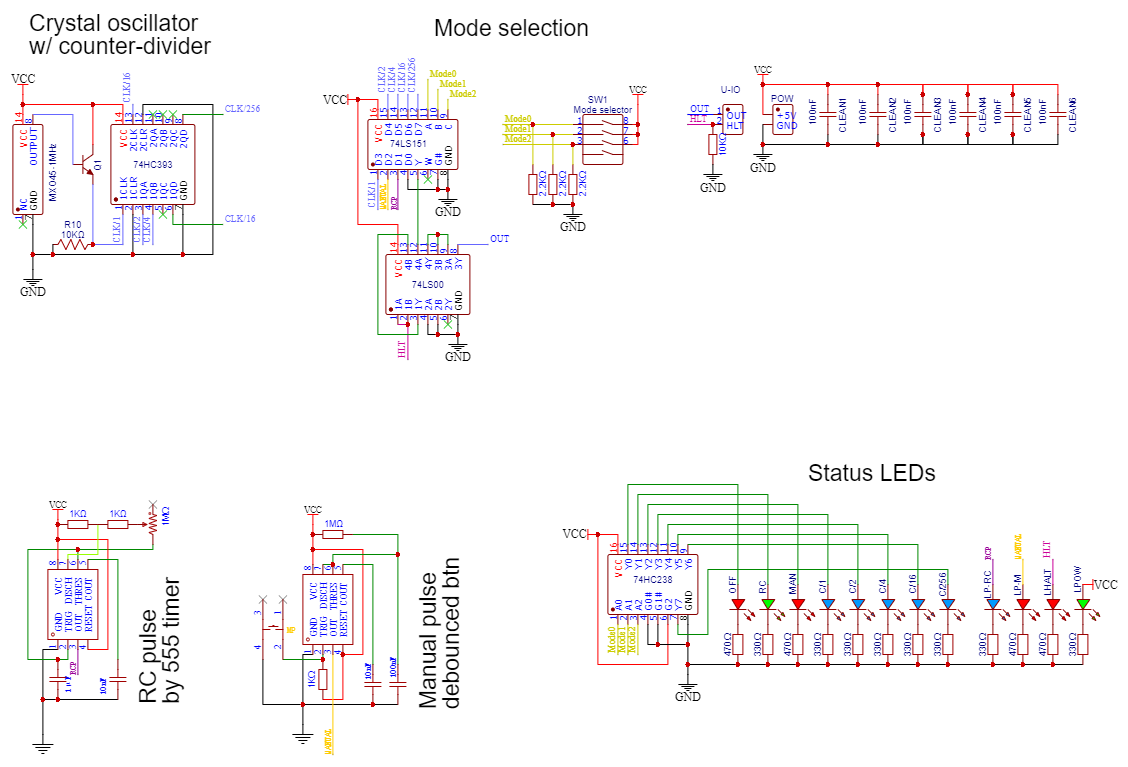 Crystal oscillator
w/ counter-divider
Mode selection
VCC
CLK/16
CLK/256
14 8
VCC
OUTPUT
NC
GND
1 7
MX045-1MHz
Q1
R10
10KΩ
14 13 12 11 10 9 8
VCC
2CLK
2CLR
2QA
2QB
2QC
2QD
74HC393
1CLK
1CLR
1QA
1QB
1QC
1QD
GND
1 2 3 4 5 6 7
CLK/1
CLK/2
CLK/4
CLK/16
GND
CLK/2
CLK/4
CLK/16
CLK/256
Mode0
Mode1
Mode2
VCC
16 15 14 13 12 11 10 9
VCC
D4
D5
D6
D7
A
B
C
74LS151
D3
D2
D1
D0
Y
W
G#
GND
1 2 3 4 5 6 7 8
CLK/1
MANUAL
RCP
GND
14 13 12 11 10 9 8
OUT
VCC
4B
4A
4Y
3B
3A
3Y
74LS00
1A
1B
1Y
2A
2B
2Y
GND
1 2 3 4 5 6 7
HLT
GND
SW1
Mode selector
VCC
Mode0
Mode1
Mode2
1 8
2 7
3 6
2.2KΩ
2.2KΩ
2.2KΩ
GND
U-IO
OUT
HLT
1
2
OUT
HLT
10KΩ
GND
VCC
POW
+5V
GND
GND
100nF
CLEAN1
100nF
CLEAN2
100nF
CLEAN3
100nF
CLEAN4
100nF
CLEAN5
100nF
CLEAN6
VCC
1KΩ
1KΩ
1MΩ
8 7 6 5
VCC
DISCH
THRES
COUT
GND
TRIG
OUT
RESET
1 2 3 4
RCP
10nF
RC pulse
by 555 timer
VCC
1MΩ
8 7 6 5
VCC
DISCH
THRES
COUT
GND
TRIG
OUT
RESET
1 2 3 4
3 1
4 2
1KΩ
10nF
100nF
MANUAL
Manual pulse
debounced btn
Status LEDs
VCC
16 15 14 13 12 11 10 9
VCC
Y0
Y1
Y2
Y3
Y4
Y5
Y6
74HC238
A0
A1
A2
G0#
G1#
G2
Y7
GND
1 2 3 4 5 6 7 8
Mode0
Mode1
Mode2
GND
OFF
RC
MAN
C/1
C/2
C/4
C/16
C/256
RCP
MANUAL
HLT
LP-RC
LP-M
LHALT
LPOW
VCC
470Ω
330Ω
470Ω
330Ω
330Ω
330Ω
330Ω
330Ω
330Ω
470Ω
470Ω
330Ω